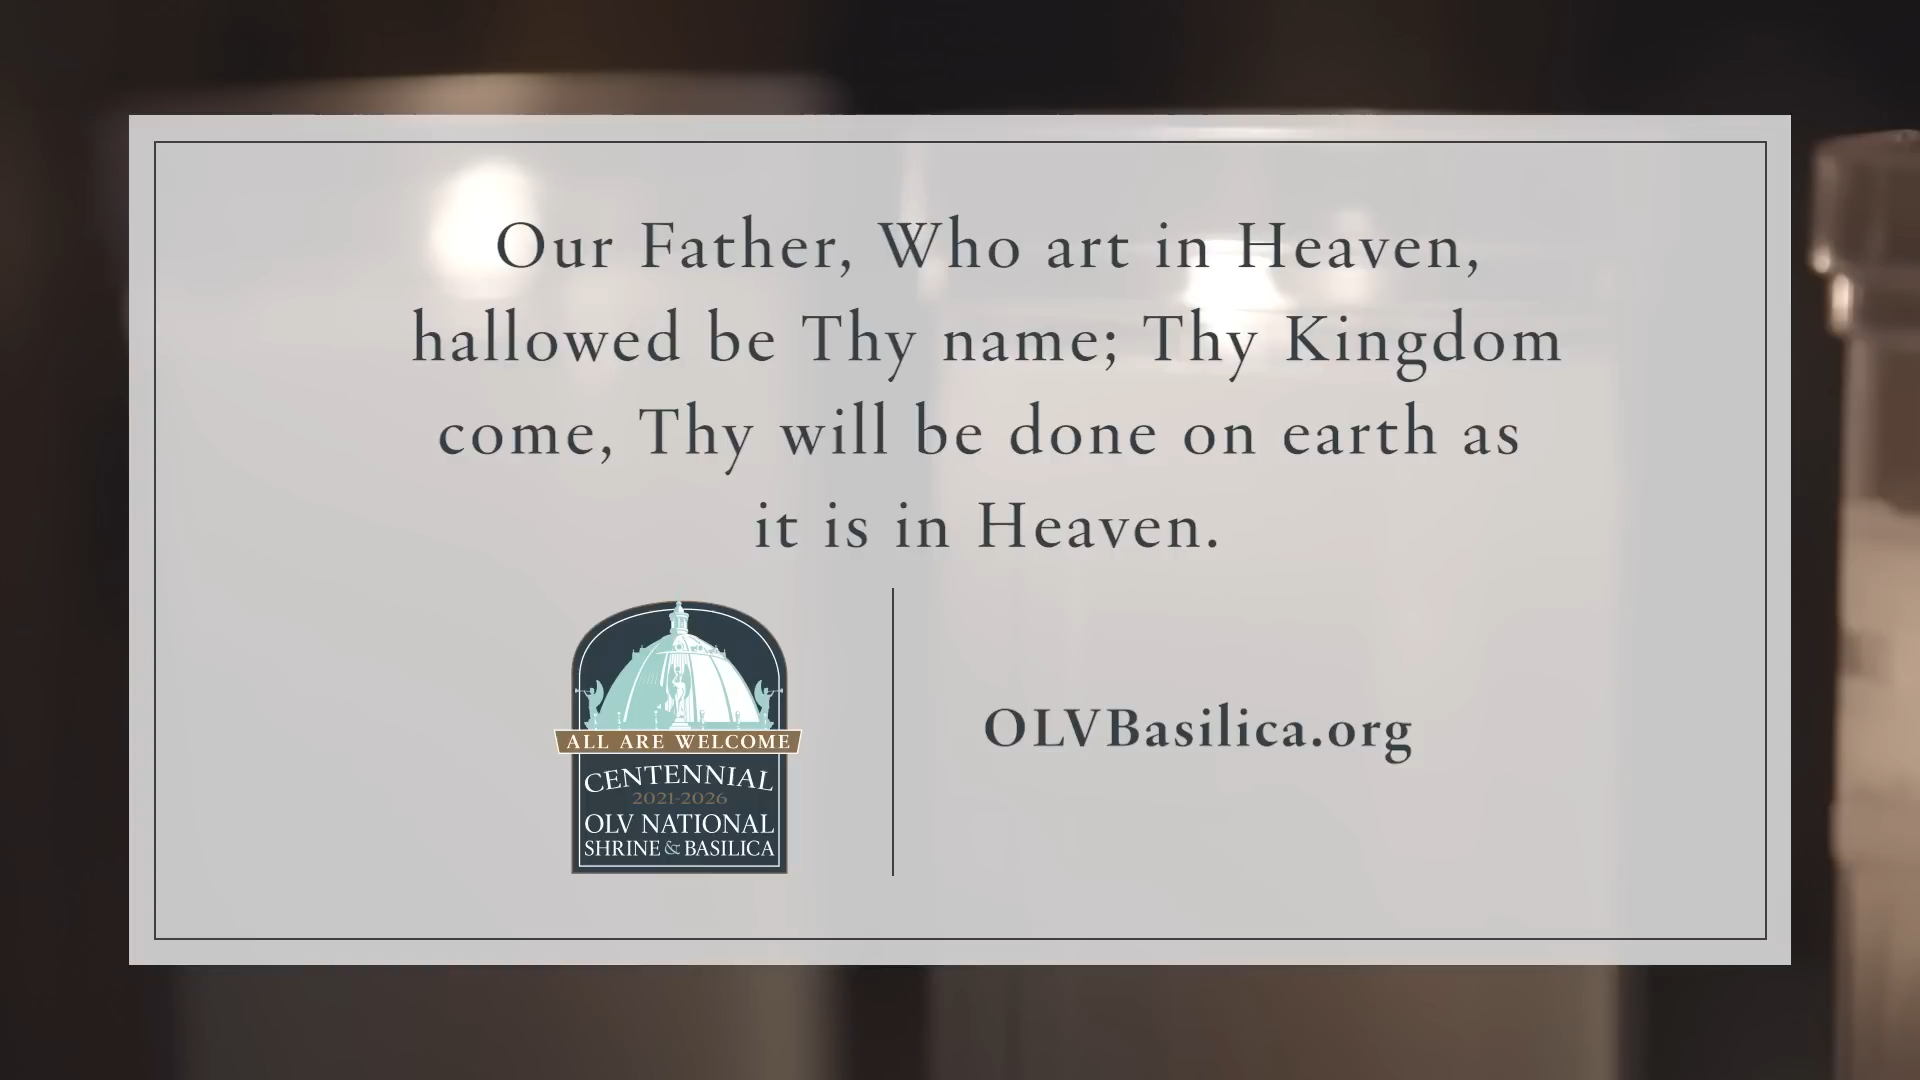 Our Father, Who art in Heaven,
hallowed be Thy name; Thy Kingdom
come, Thy will be done on earth as
it is in Heaven.
ALL ARE WELCOME
CENTENNIAL
2021-2026
OLV NATIONAL
SHRINE & BASILICA
OLVBasilica.org